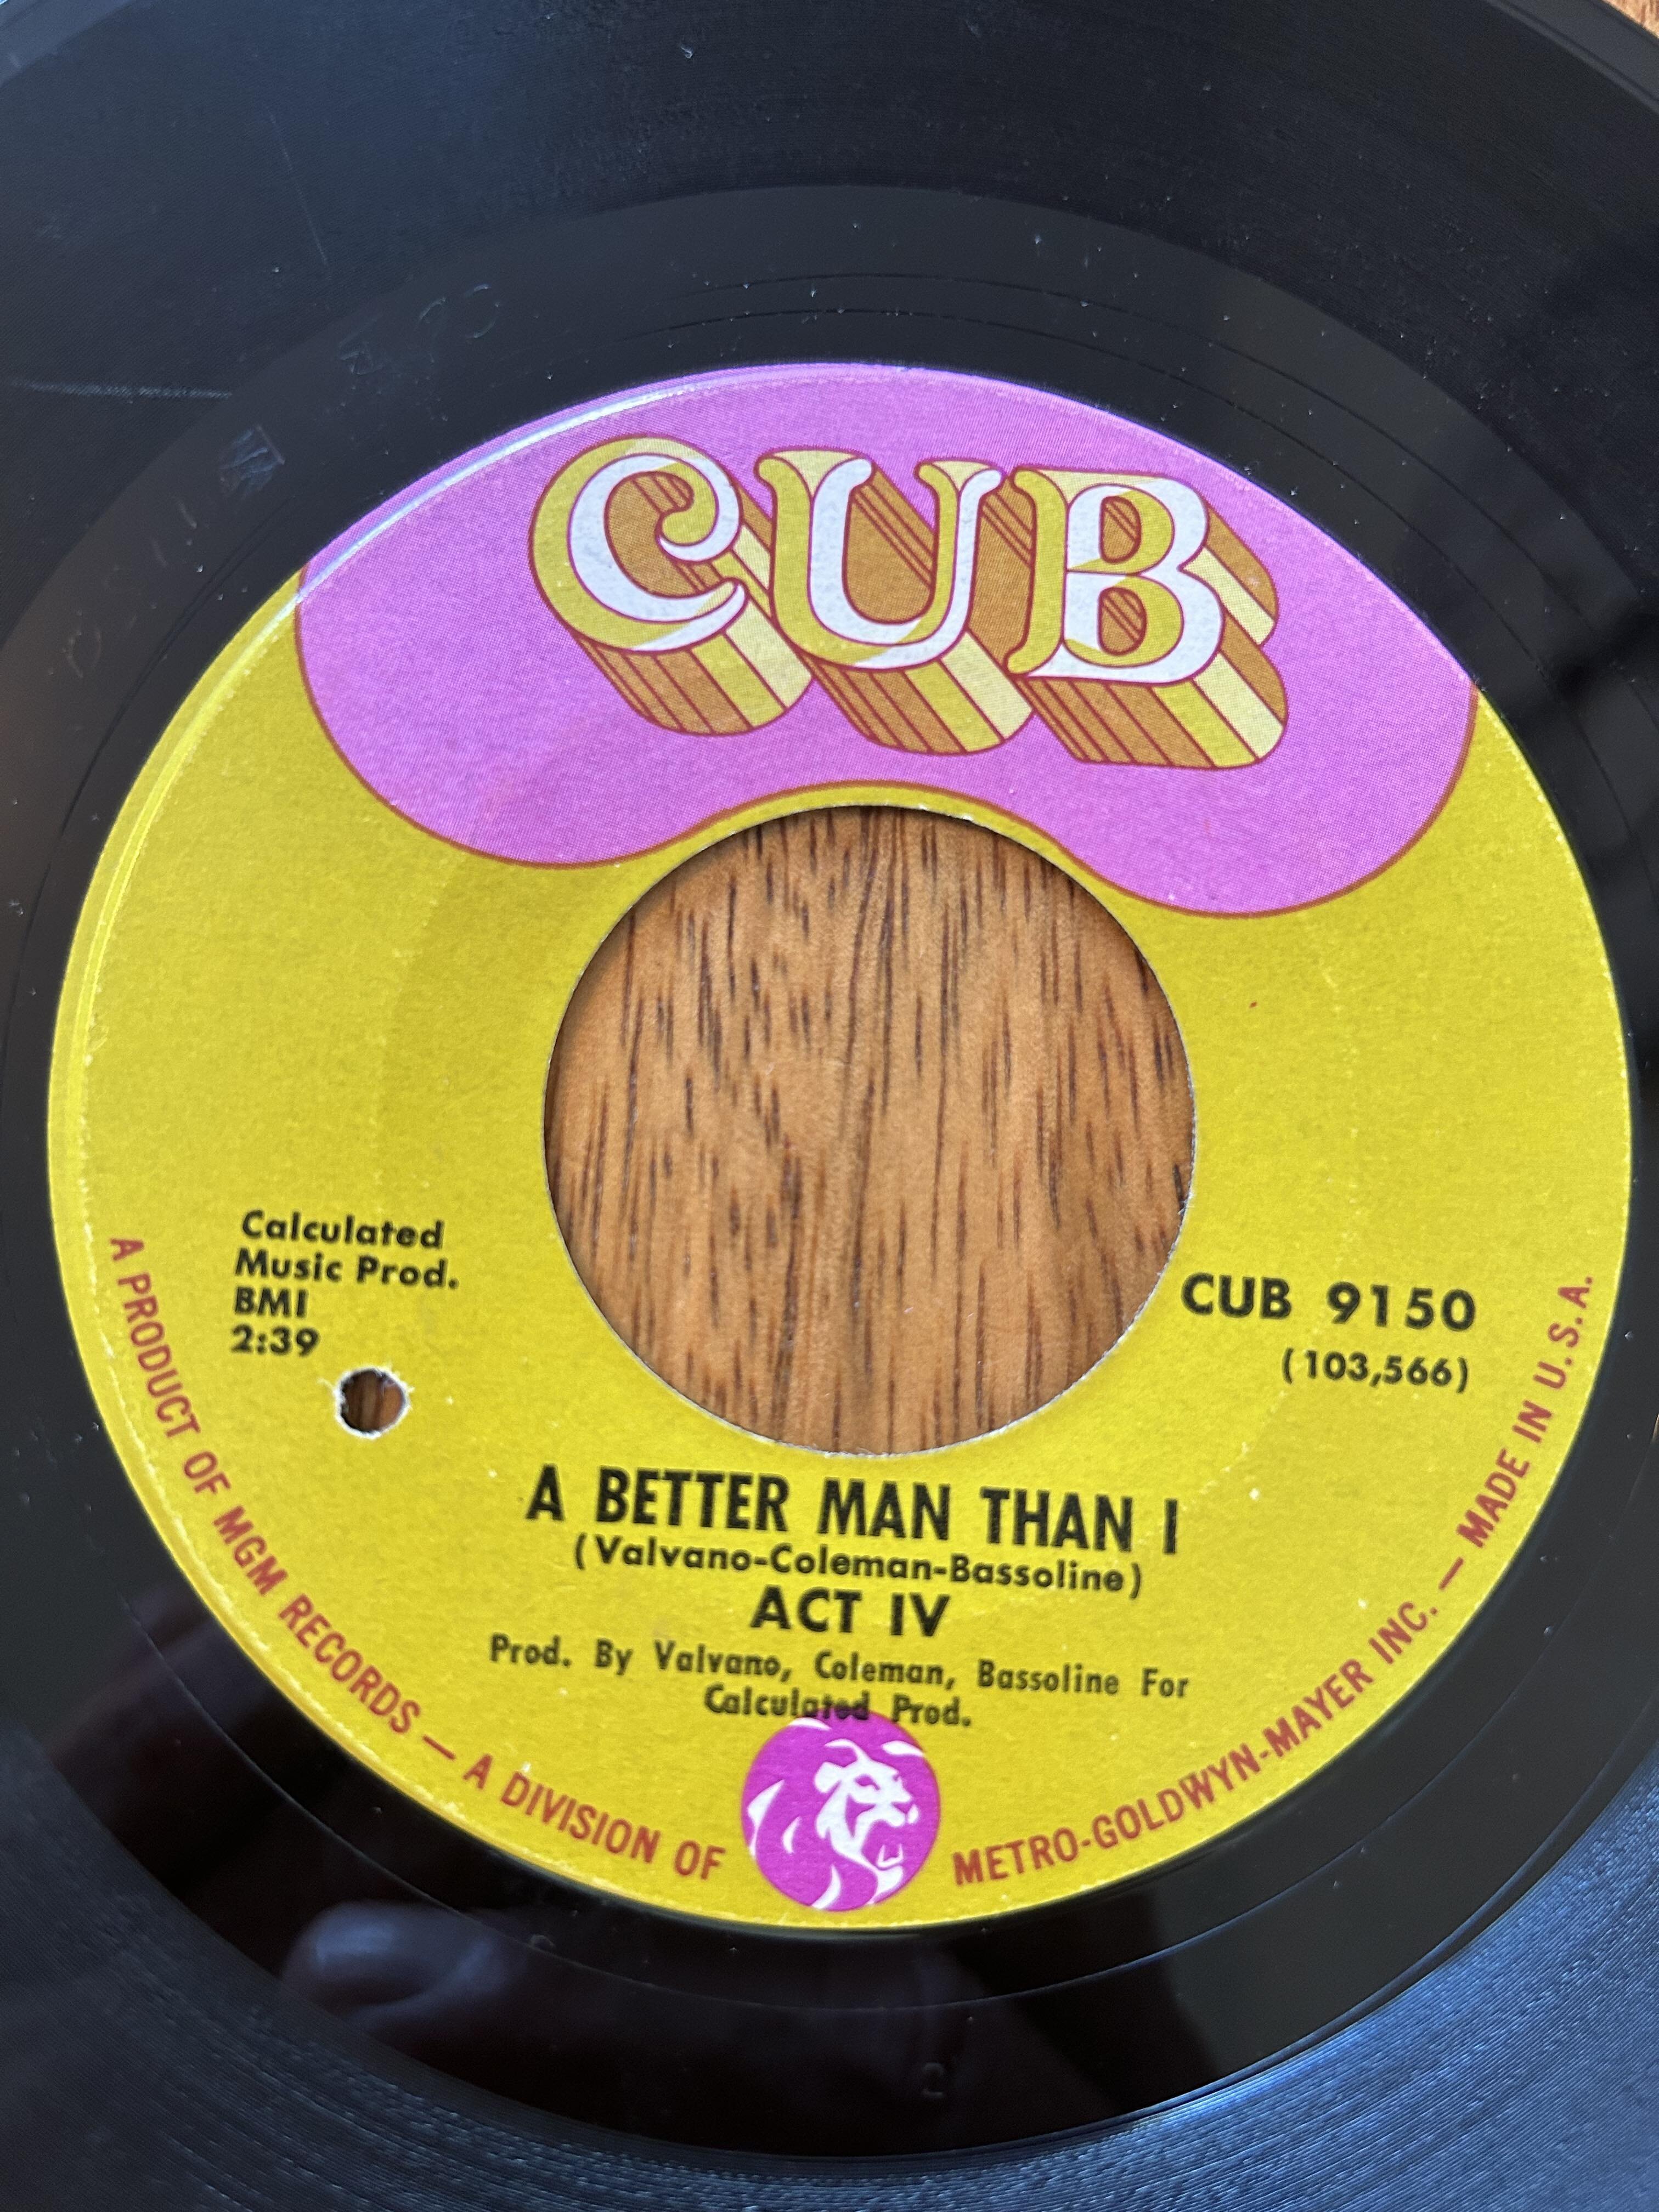 CUB
Calculated
Music Prod.
BMI
2:39
CUB 9150
(103,566)
A BETTER MAN THAN I
(Valvano-Coleman-Bassoline)
ACT IV
Prod. By Valvano, Coleman, Bassoline For
Calculated Prod.
A PRODUCT OF MGM RECORDS — A DIVISION OF METRO-GOLDWYN-MAYER INC. — MADE IN U.S.A.